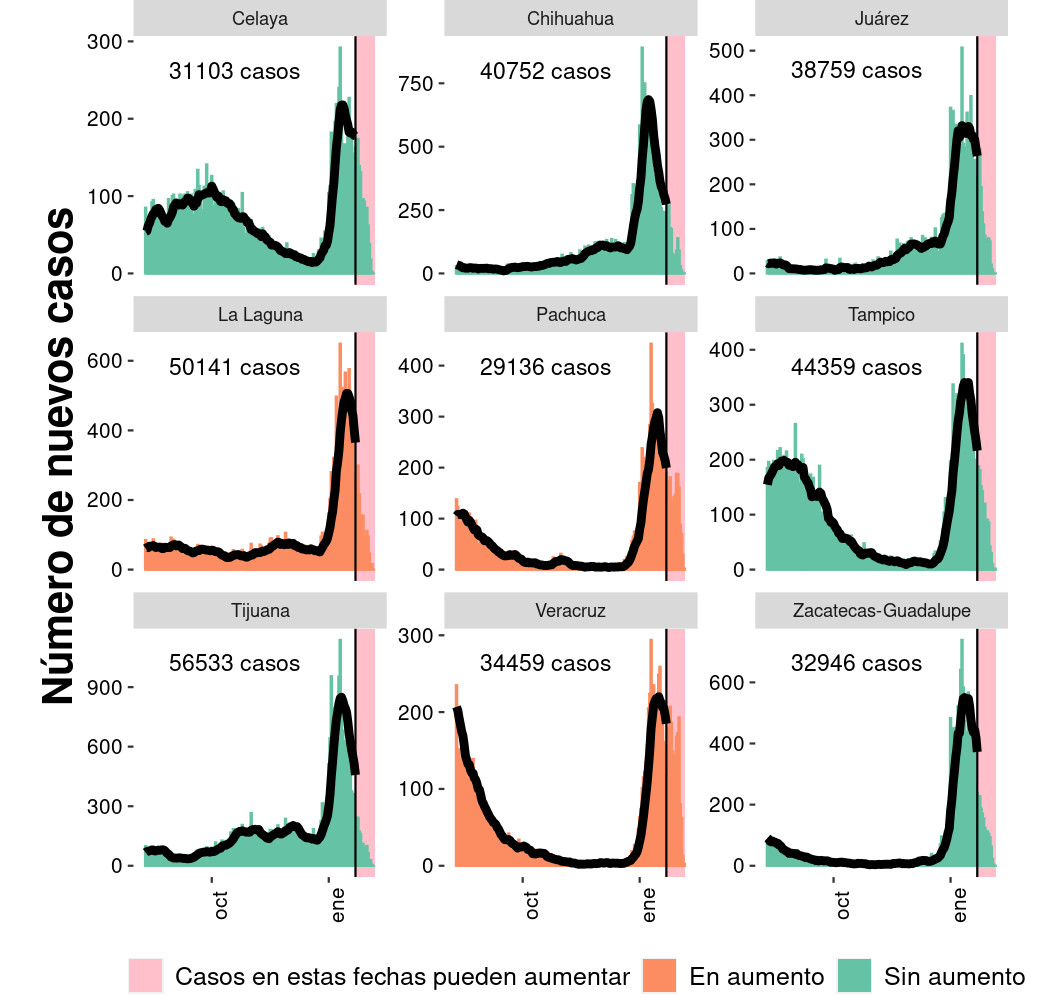 Número de nuevos casos
Celaya
300
200
100
0
31103 casos
Chihuahua
750
500
250
0
40752 casos
Juárez
500
400
300
200
100
0
38759 casos
La Laguna
600
400
200
0
50141 casos
Pachuca
400
300
200
100
0
29136 casos
Tampico
400
300
200
100
0
44359 casos
Tijuana
900
600
300
0
56533 casos
oct
ene
Veracruz
300
200
100
0
34459 casos
oct
ene
Zacatecas-Guadalupe
600
400
200
0
32946 casos
oct
ene
Casos en estas fechas pueden aumentar
En aumento
Sin aumento